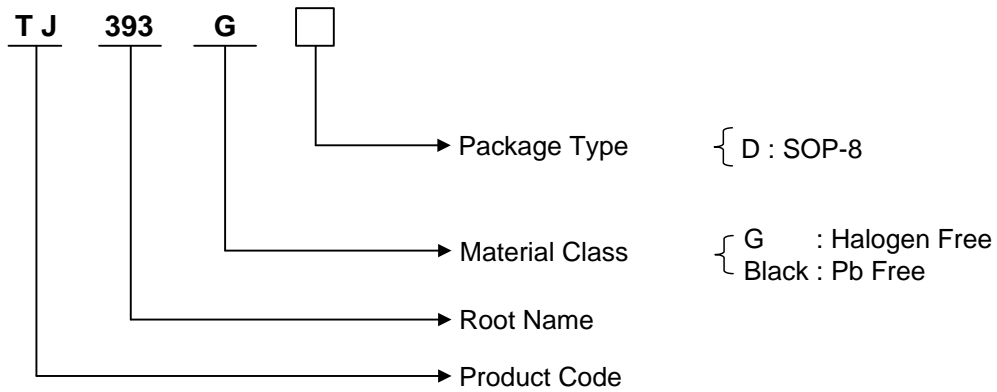 T J 393 G
Package Type D : SOP-8
Material Class G : Halogen Free
Black : Pb Free
Root Name
Product Code